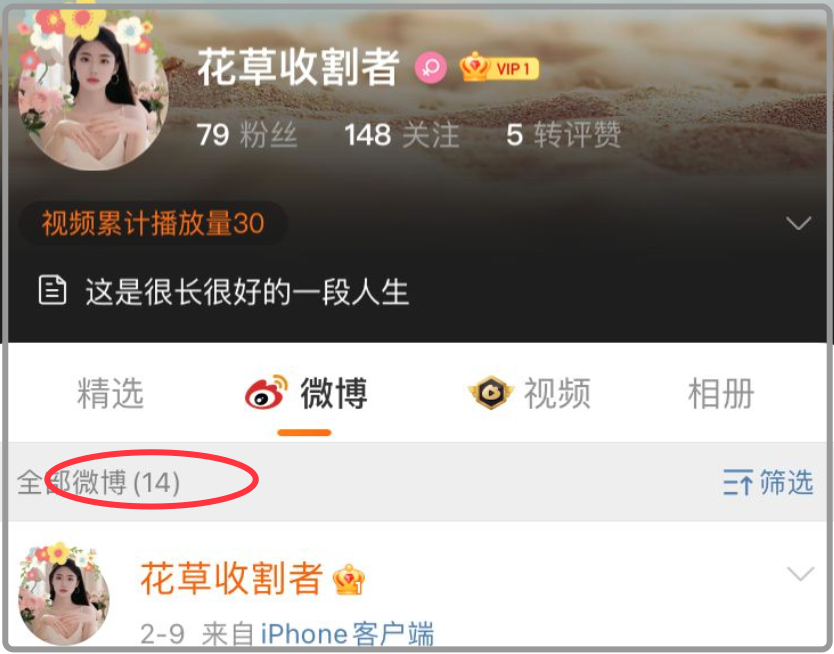 花草收割者 VIP 1
79 粉丝 148 关注 5 转评赞
视频累计播放量30
这是很长很好的一段人生
精选 微博 视频 相册
全部微博(14) 筛选
花草收割者 1
2-9 来自 iPhone客户端